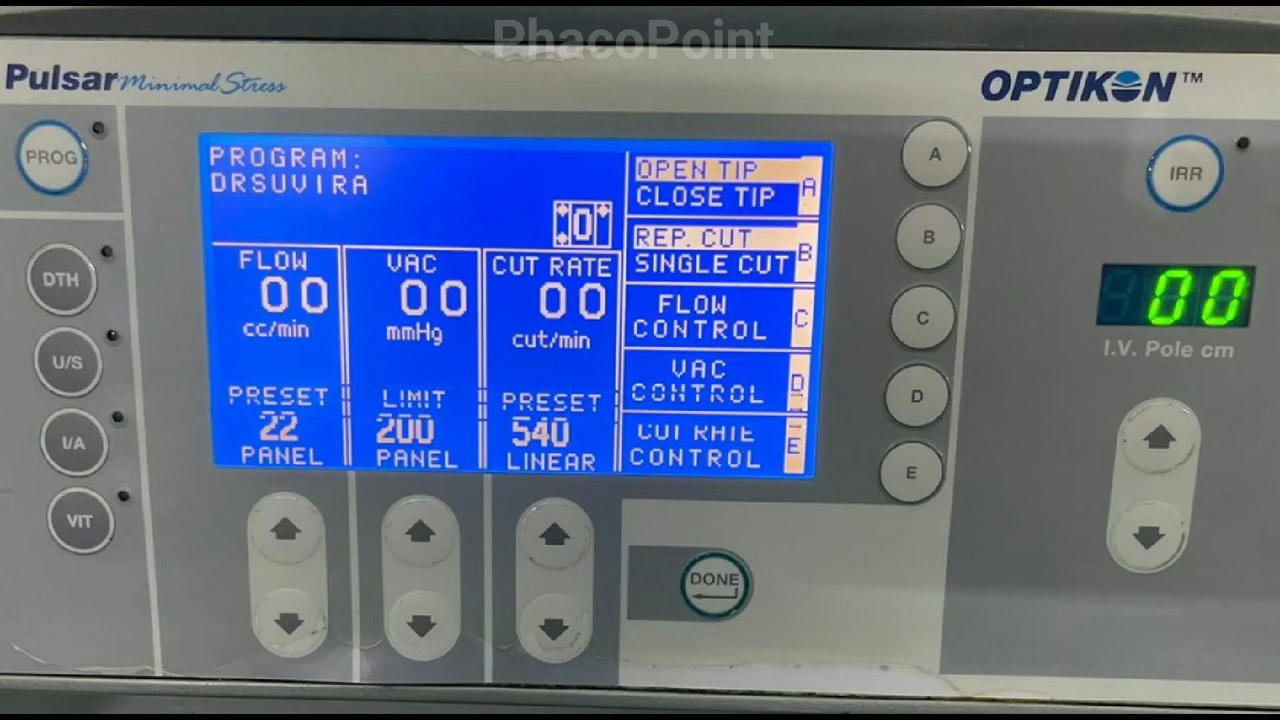 PhacoPoint
Pulsar Minimal Stress
OPTIKON™
PROG
DTH
U/S
I/A
VIT
PROGRAM:
DRSUVIRA
0
FLOW
00
cc/min
PRESET
22
PANEL
VAC
00
mmHg
LIMIT
200
PANEL
CUT RATE
00
cut/min
PRESET
540
LINEAR
OPEN TIP
CLOSE TIP
A
REP. CUT
SINGLE CUT
B
FLOW
CONTROL
C
VAC
CONTROL
D
CUT RATE
CONTROL
E
A
B
C
D
E
DONE
IRR
00
I.V. Pole cm